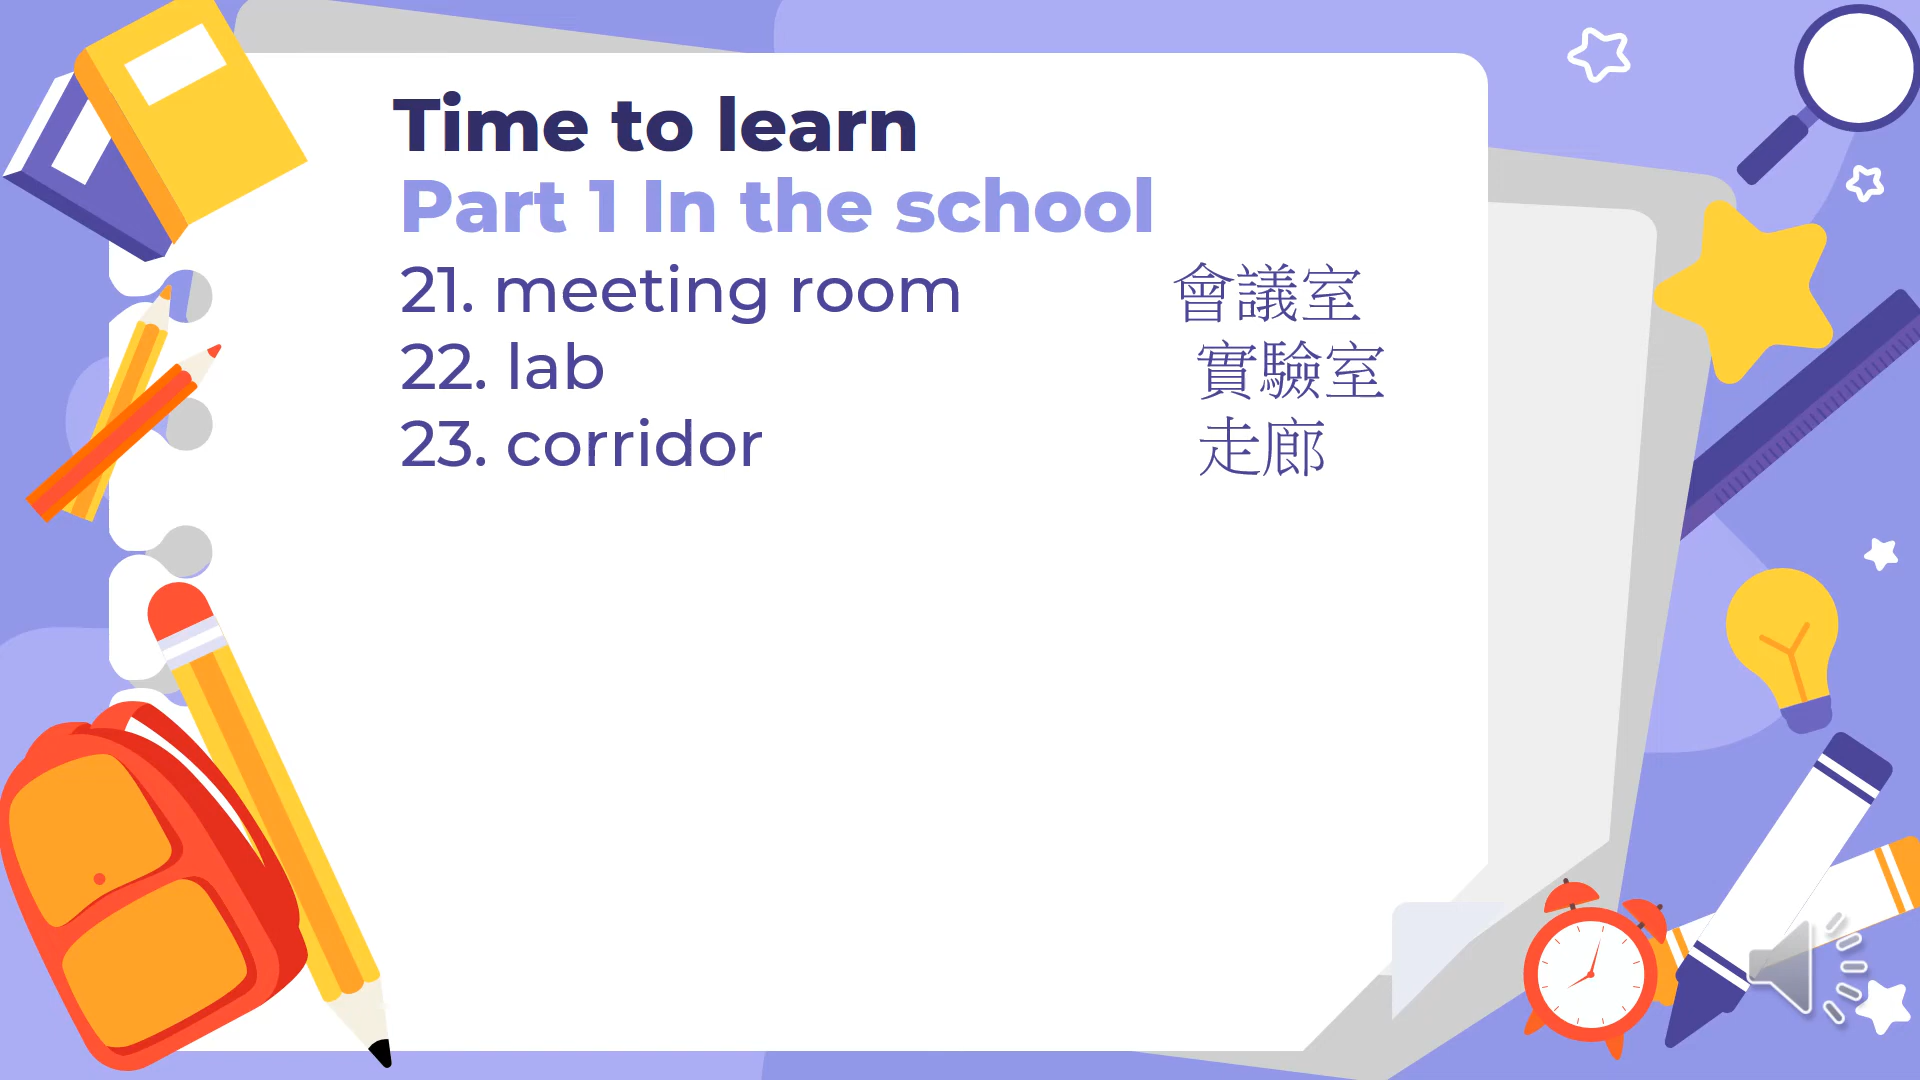 Time to learn
Part 1 In the school
21. meeting room 會議室
22. lab 實驗室
23. corridor 走廊